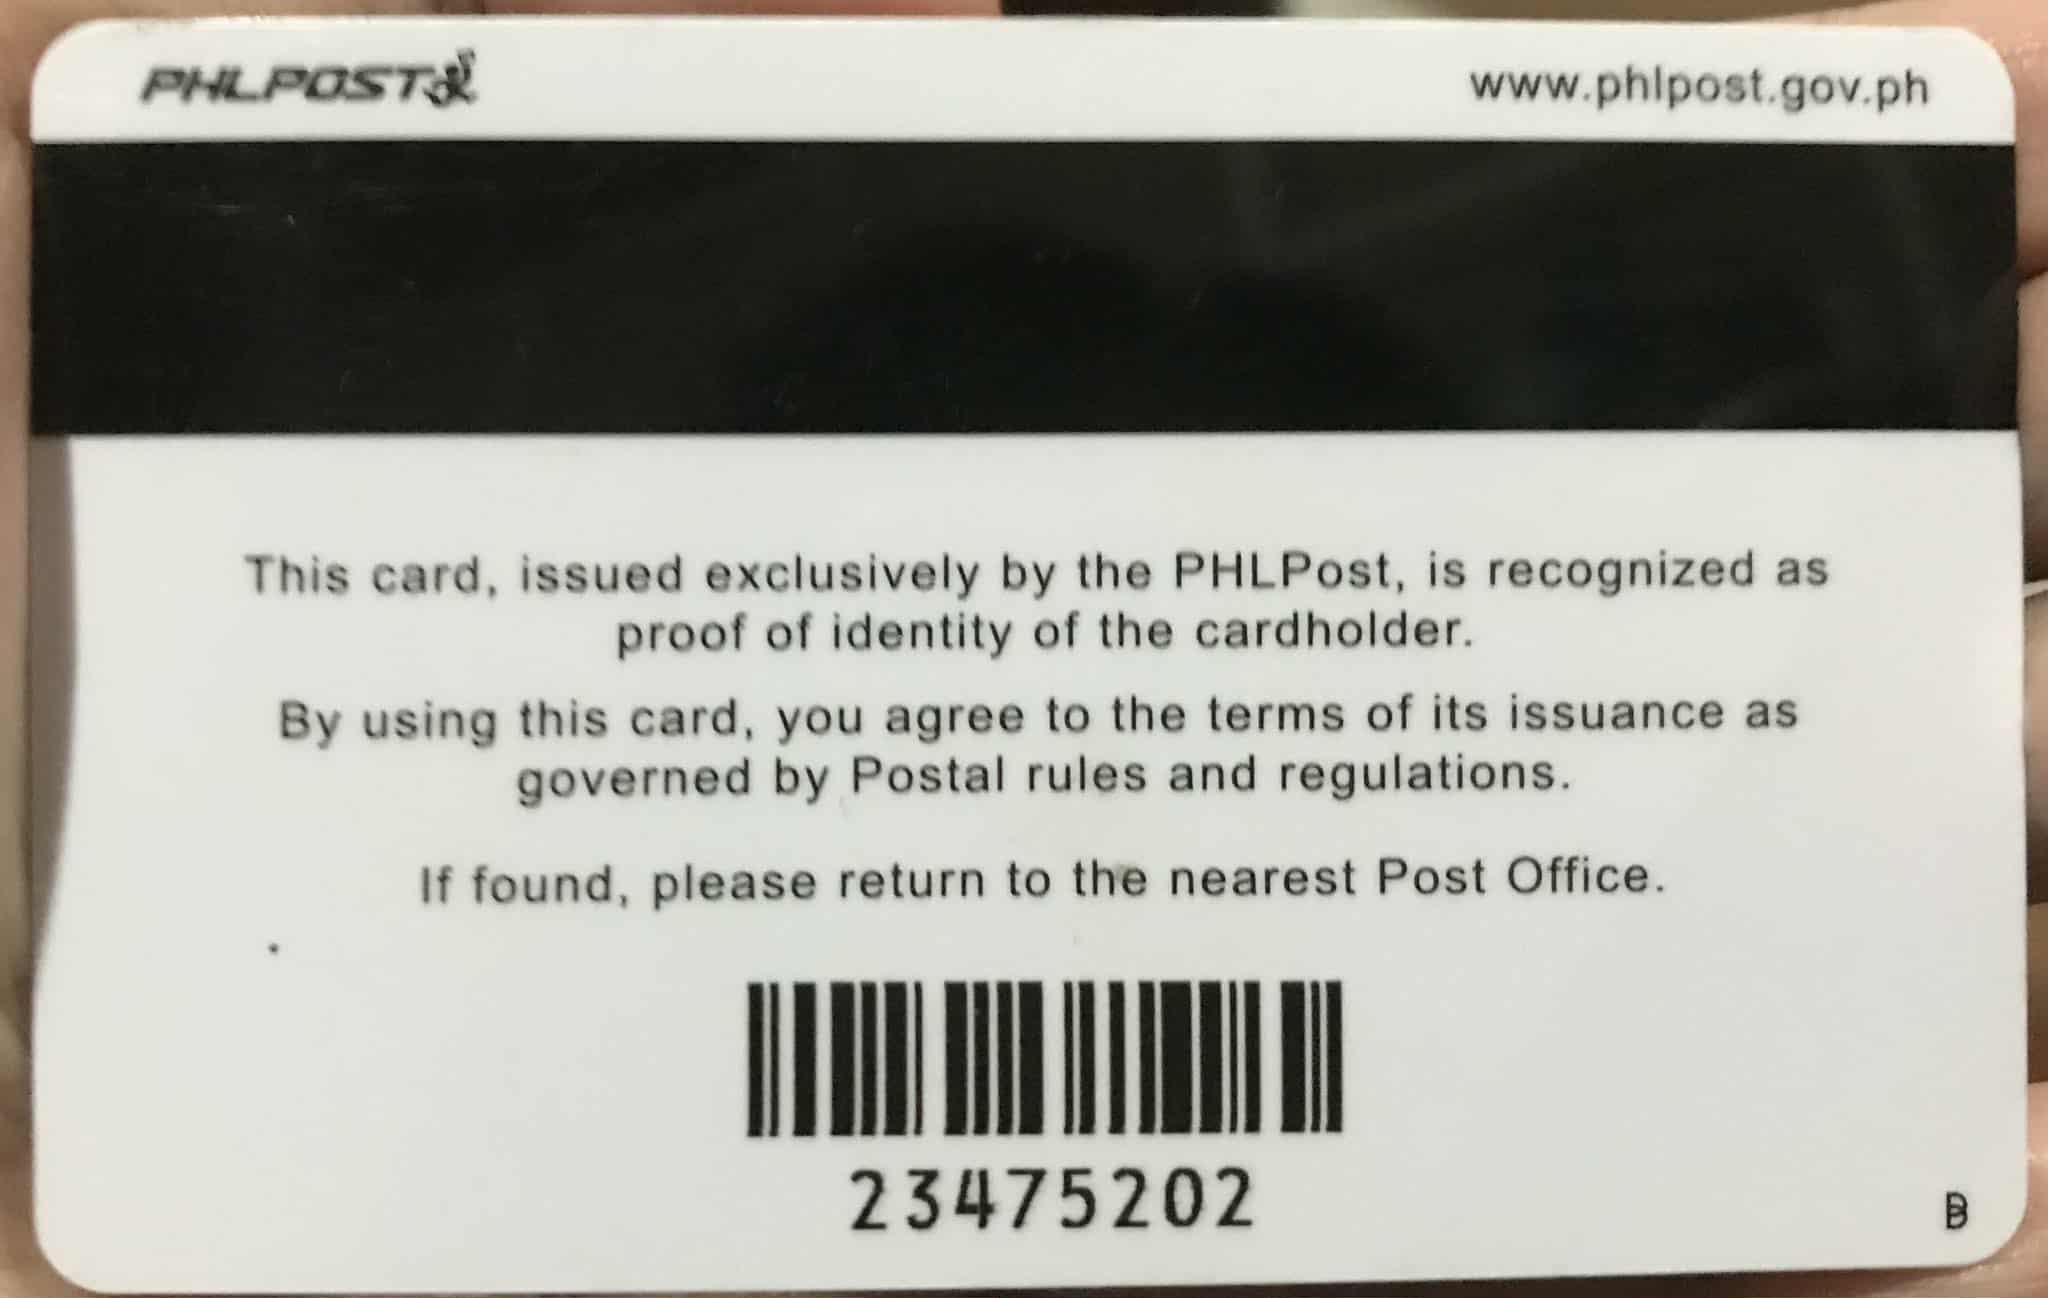 PHLPOST
www.phlpost.gov.ph
This card, issued exclusively by the PHLPost, is recognized as
proof of identity of the cardholder.
By using this card, you agree to the terms of its issuance as
governed by Postal rules and regulations.
If found, please return to the nearest Post Office.
23475202
B